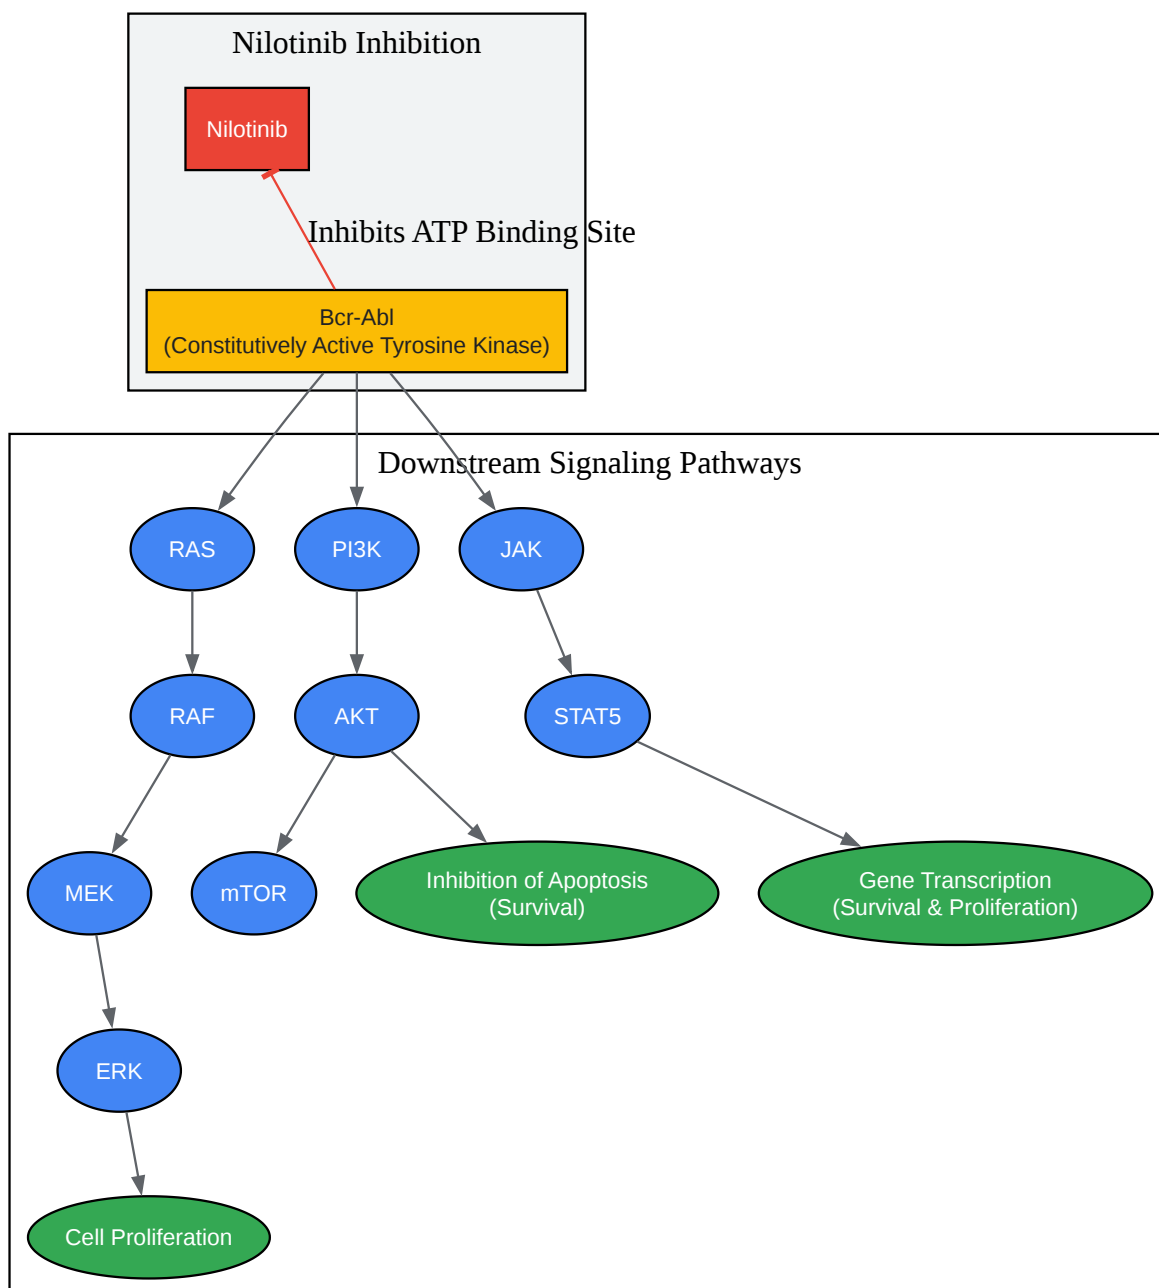 Nilotinib Inhibition
Nilotinib
Inhibits ATP Binding Site
Bcr-Abl
(Constitutively Active Tyrosine Kinase)
Downstream Signaling Pathways
RAS
PI3K
JAK
RAF
AKT
STAT5
MEK
mTOR
Inhibition of Apoptosis
(Survival)
Gene Transcription
(Survival & Proliferation)
ERK
Cell Proliferation